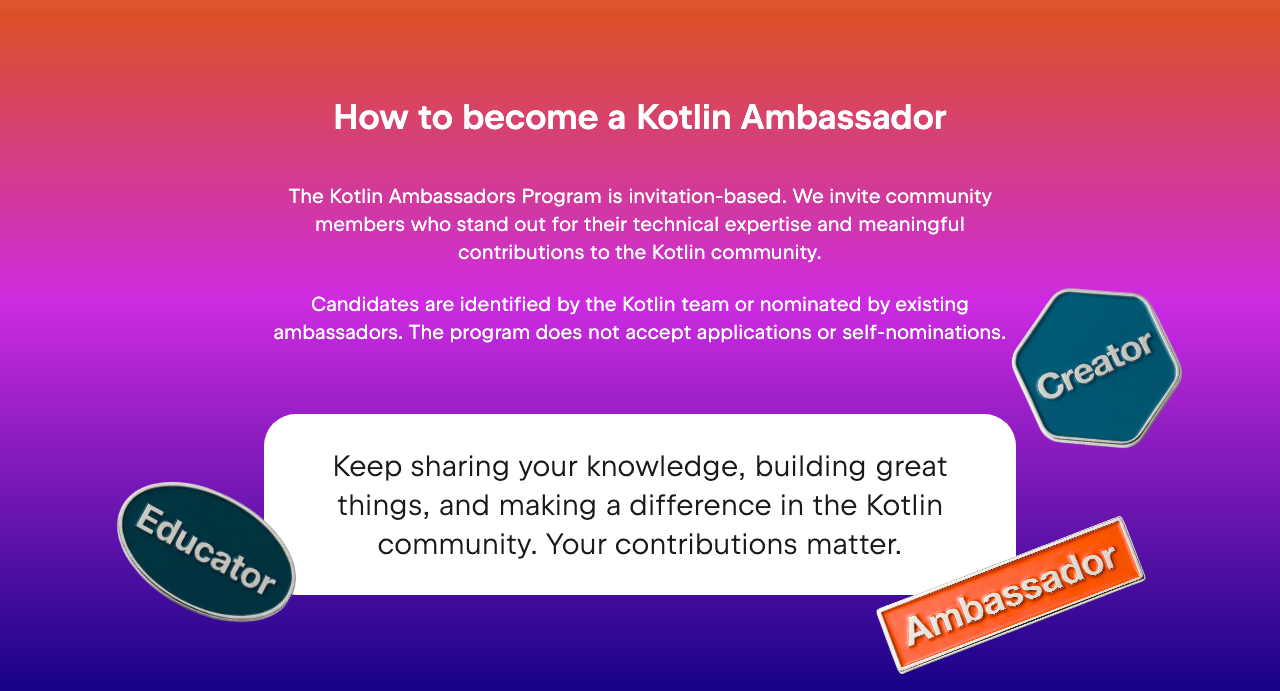 How to become a Kotlin Ambassador
The Kotlin Ambassadors Program is invitation-based. We invite community
members who stand out for their technical expertise and meaningful
contributions to the Kotlin community.
Candidates are identified by the Kotlin team or nominated by existing
ambassadors. The program does not accept applications or self-nominations.
Creator
Keep sharing your knowledge, building great
things, and making a difference in the Kotlin
community. Your contributions matter.
Educator
Ambassador